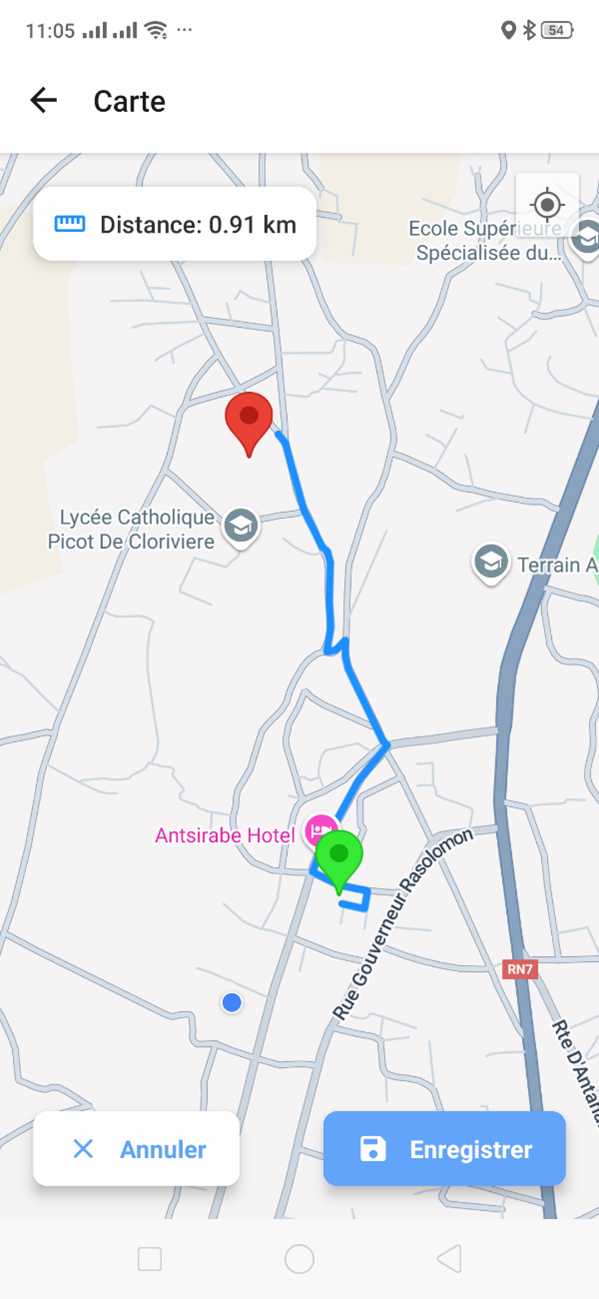 11:05
54
Carte
Distance: 0.91 km
Ecole Supérieure
Spécialisée du...
Lycée Catholique
Picot De Cloriviere
Terrain A
Antsirabe Hotel
Rue Gouverneur Rasolomon
RN7
Rte D'Antana
Annuler
Enregistrer